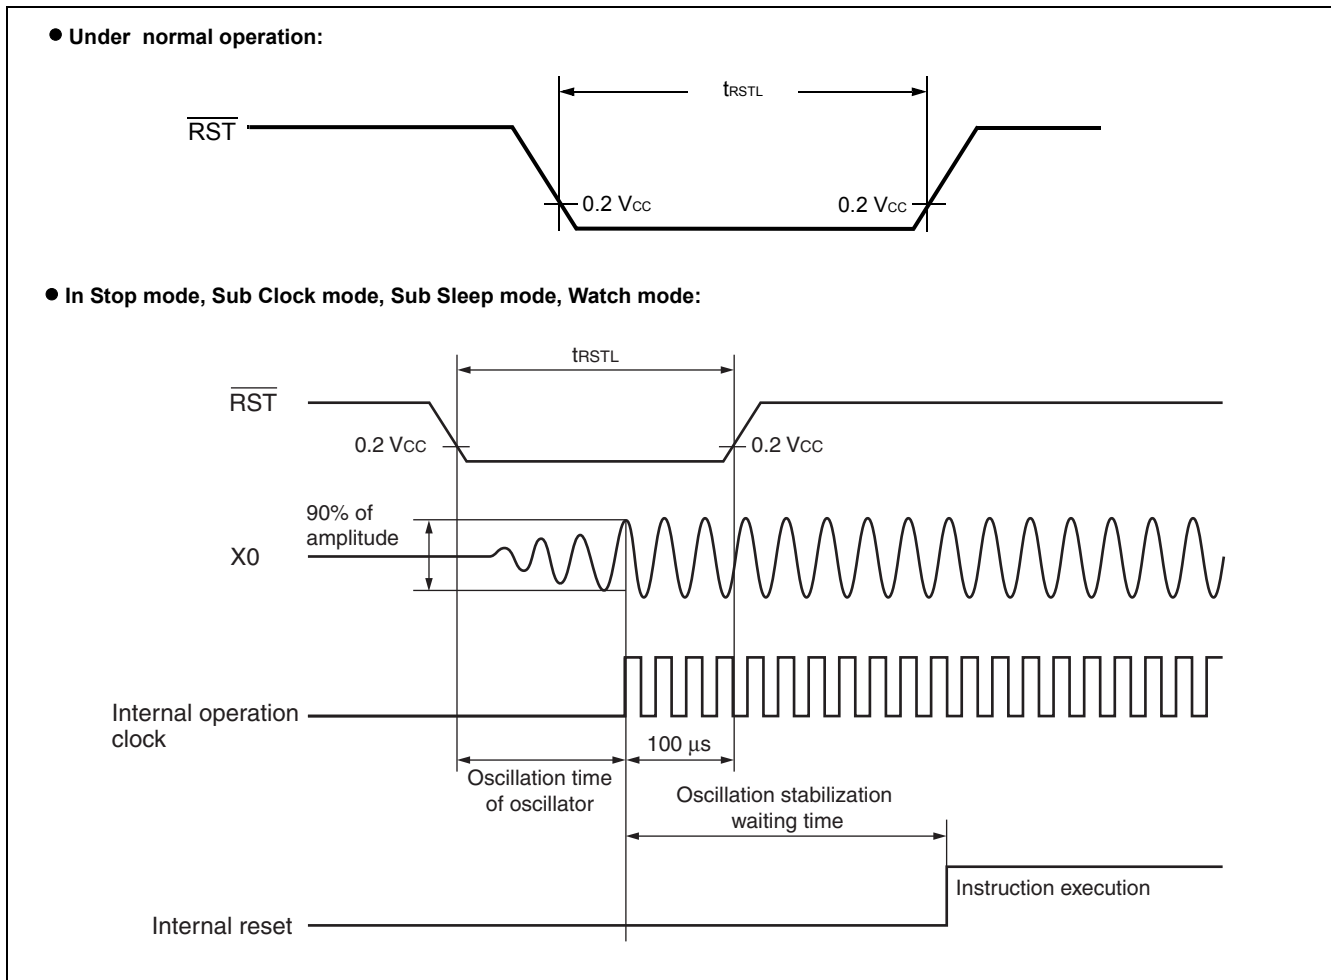 ● Under normal operation:
tRSTL
RST
0.2 VCC
0.2 VCC
● In Stop mode, Sub Clock mode, Sub Sleep mode, Watch mode:
tRSTL
RST
0.2 VCC
0.2 VCC
90% of
amplitude
X0
Internal operation
clock
100 μs
Oscillation time
of oscillator
Oscillation stabilization
waiting time
Instruction execution
Internal reset